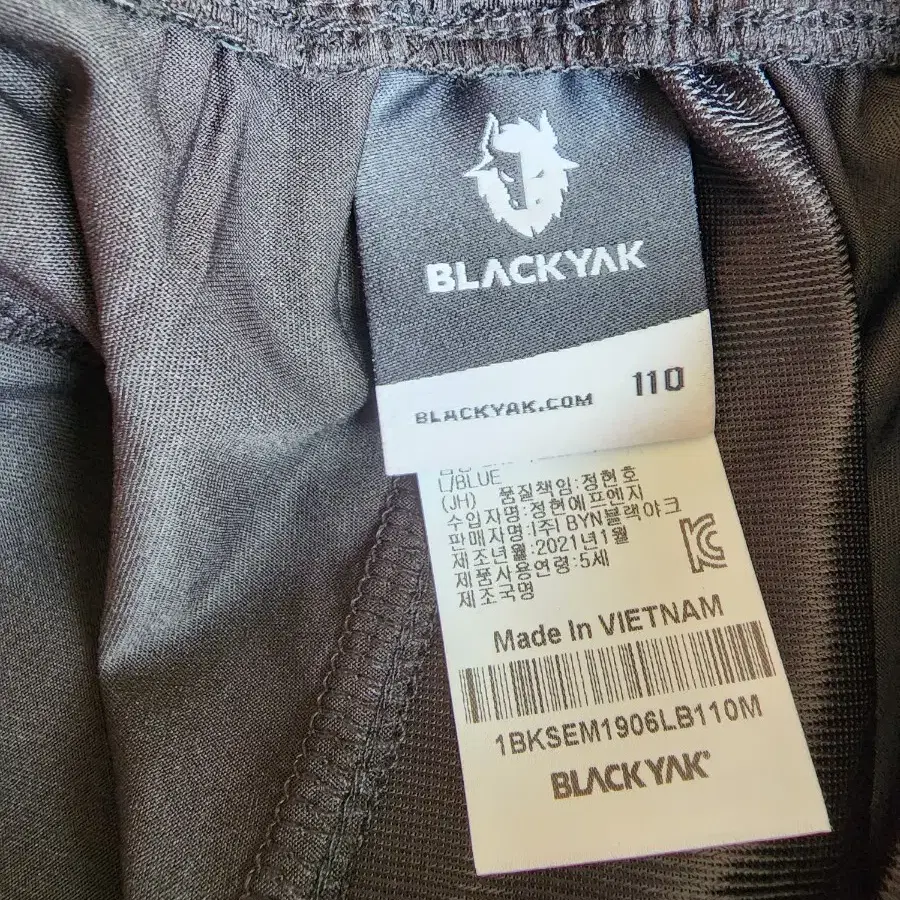 BLACKYAK
BLACKYAK.COM 110
L/BLUE
(JH) 품질책임:정현호
수입자명:정현에프엔지
판매자명:(주)BYN블랙야크
제조년월:2021년1월
제품사용연령:5세
제조국명
Made In VIETNAM
1BKSEM1906LB110M
BLACKYAK®